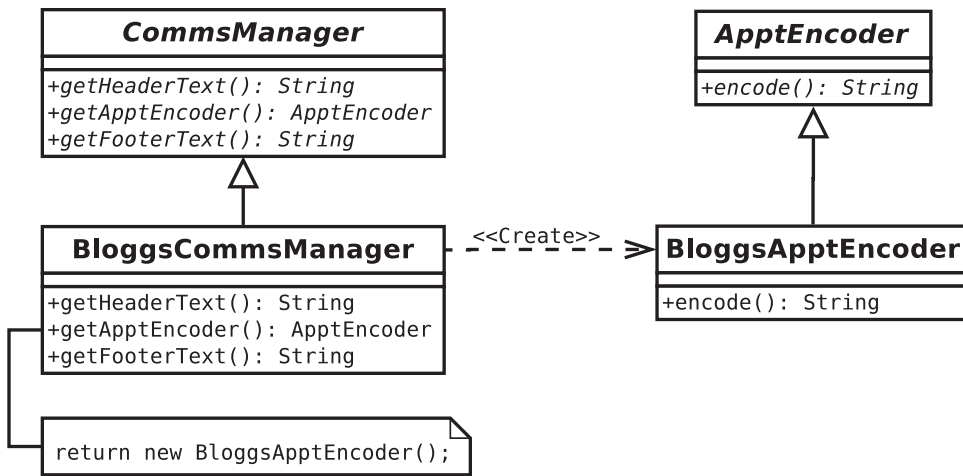 CommsManager
+getHeaderText(): String
+getApptEncoder(): ApptEncoder
+getFooterText(): String
ApptEncoder
+encode(): String
BloggsCommsManager
+getHeaderText(): String
+getApptEncoder(): ApptEncoder
+getFooterText(): String
<<Create>>
BloggsApptEncoder
+encode(): String
return new BloggsApptEncoder();